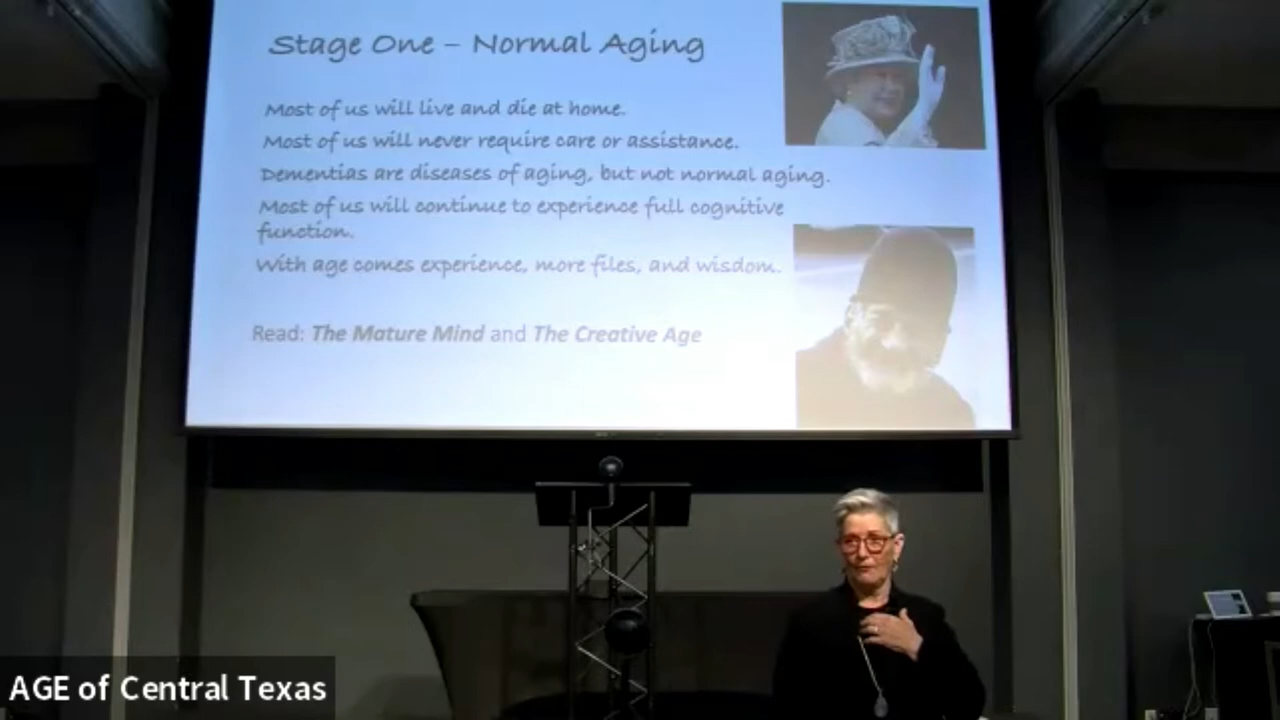 Stage One – Normal Aging
Most of us will live and die at home.
Most of us will never require care or assistance.
Dementias are diseases of aging, but not normal aging.
Most of us will continue to experience full cognitive
function.
With age comes experience, more files, and wisdom.
Read: The Mature Mind and The Creative Age
AGE of Central Texas